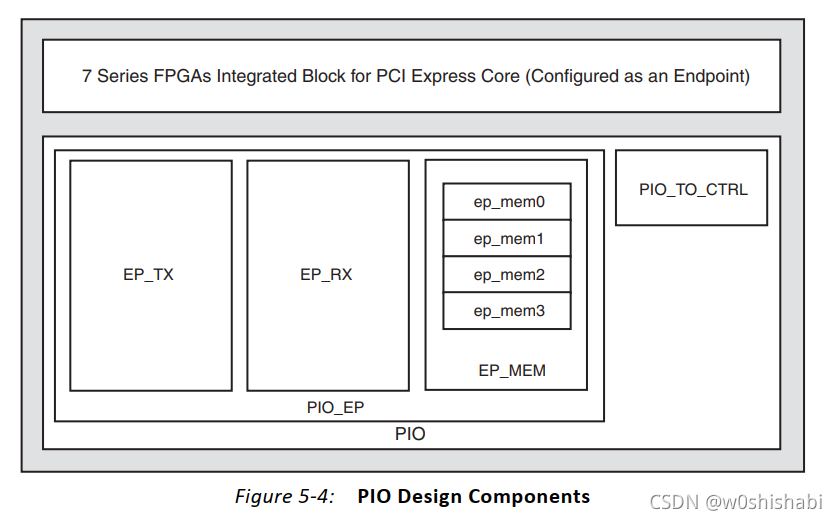 7 Series FPGAs Integrated Block for PCI Express Core (Configured as an Endpoint)
EP_TX
EP_RX
ep_mem0
ep_mem1
ep_mem2
ep_mem3
EP_MEM
PIO_TO_CTRL
PIO_EP
PIO
Figure 5-4: PIO Design Components
CSDN @w0shishabi